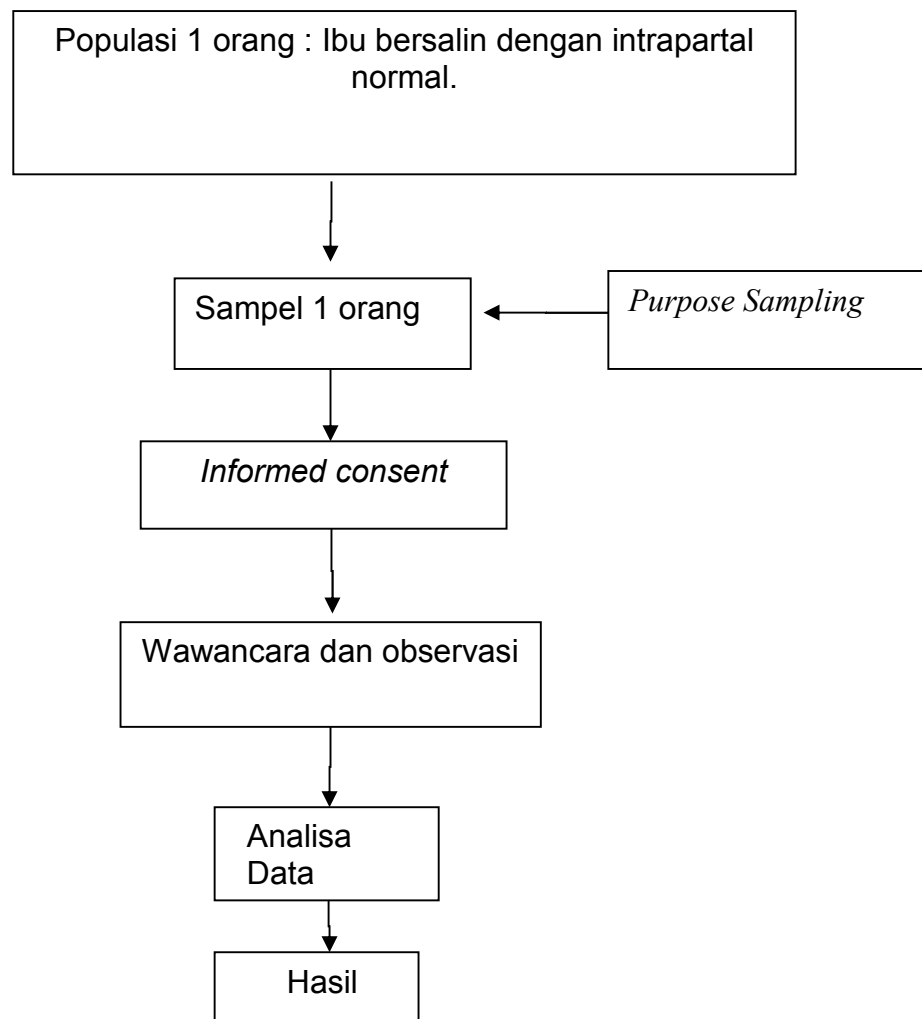 Populasi 1 orang : Ibu bersalin dengan intrapartal
normal.
Sampel 1 orang
Purpose Sampling
Informed consent
Wawancara dan observasi
Analisa
Data
Hasil